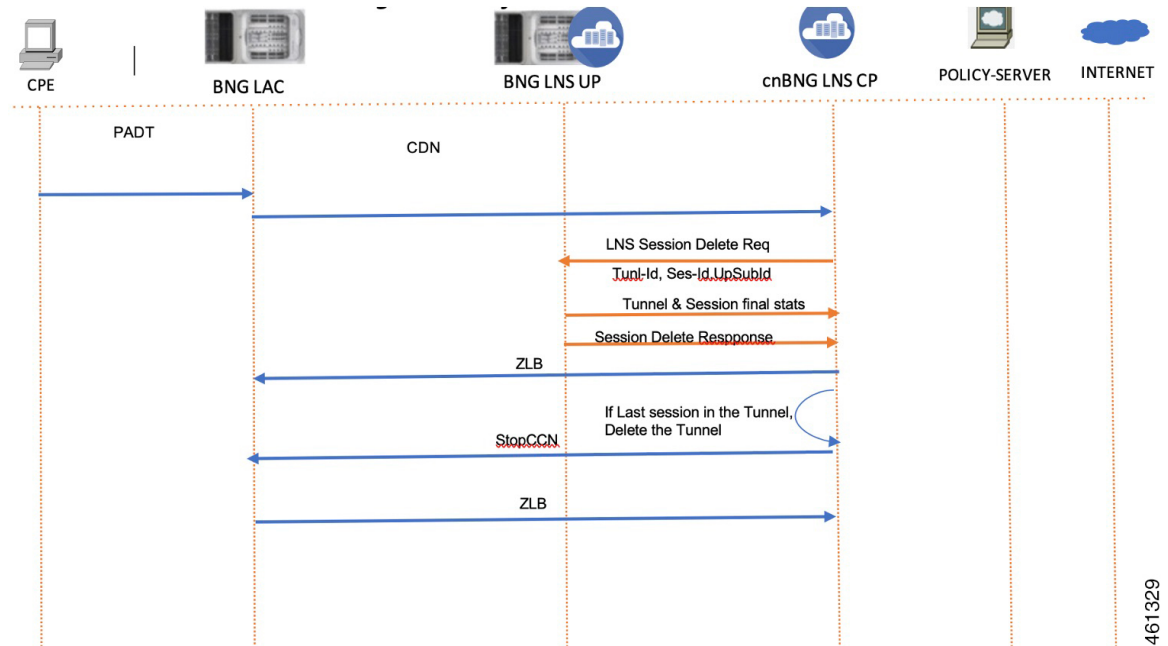 CPE
BNG LAC
BNG LNS UP
cnBNG LNS CP
POLICY-SERVER
INTERNET
PADT
CDN
LNS Session Delete Req
Tunl-Id, Ses-Id,UpSubId
Tunnel & Session final stats
Session Delete Respponse
ZLB
If Last session in the Tunnel,
Delete the Tunnel
StopCCN
ZLB
461329